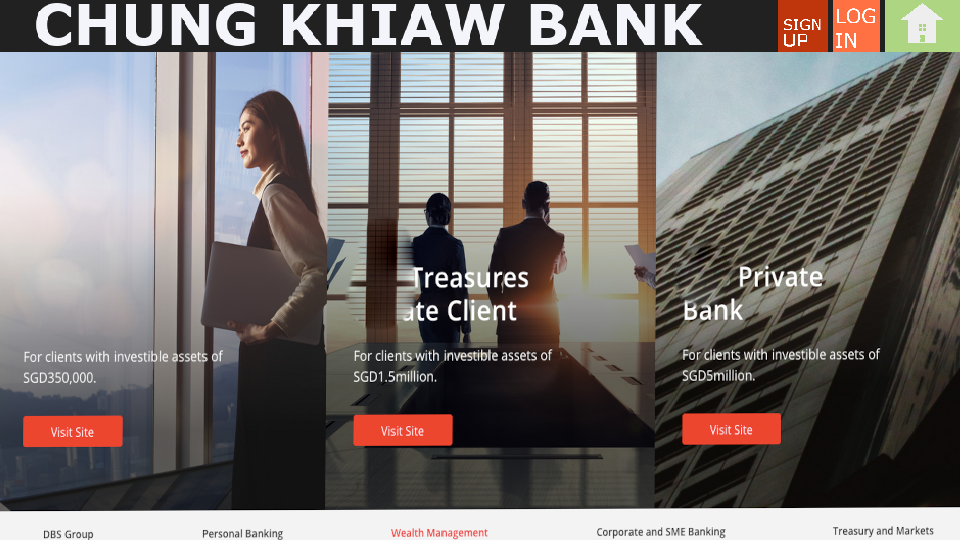 CHUNG KHIAW BANK
SIGN UP
LOG IN
Treasures
ate Client
Private
Bank
For clients with investible assets of
SGD350,000.
For clients with investible assets of
SGD1.5million.
For clients with investible assets of
SGD5million.
Visit Site
Visit Site
Visit Site
DBS Group
Personal Banking
Wealth Management
Corporate and SME Banking
Treasury and Markets